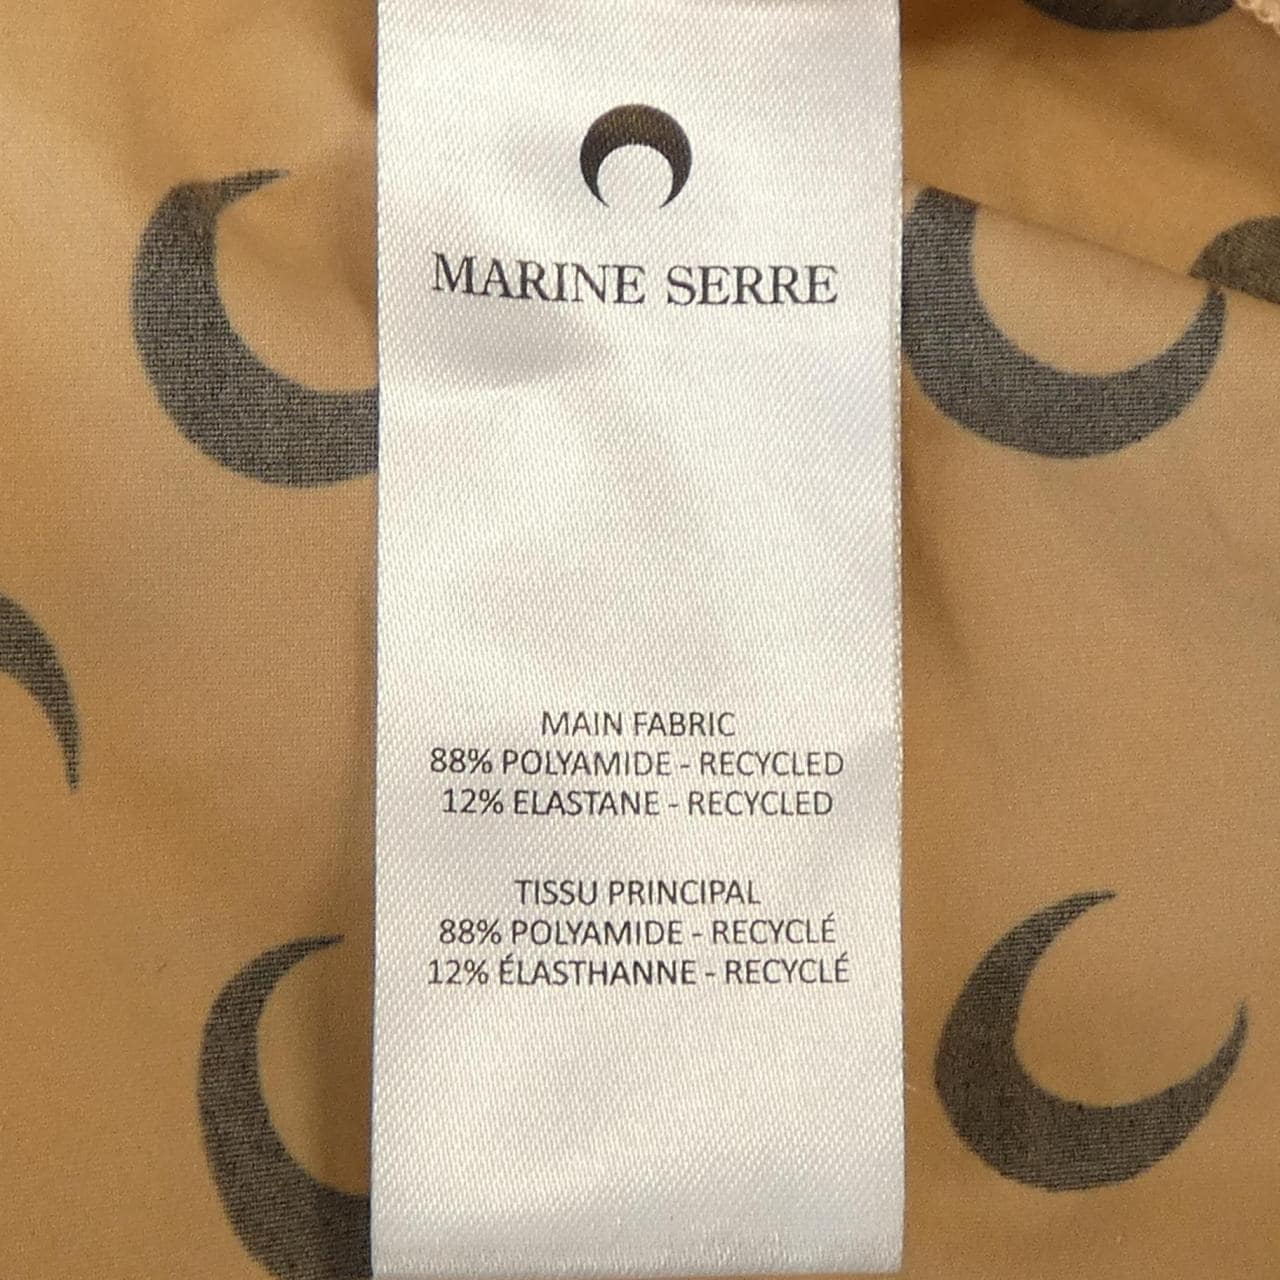 MARINE SERRE
MAIN FABRIC
88% POLYAMIDE - RECYCLED
12% ELASTANE - RECYCLED
TISSU PRINCIPAL
88% POLYAMIDE - RECYCLÉ
12% ÉLASTHANNE - RECYCLÉ